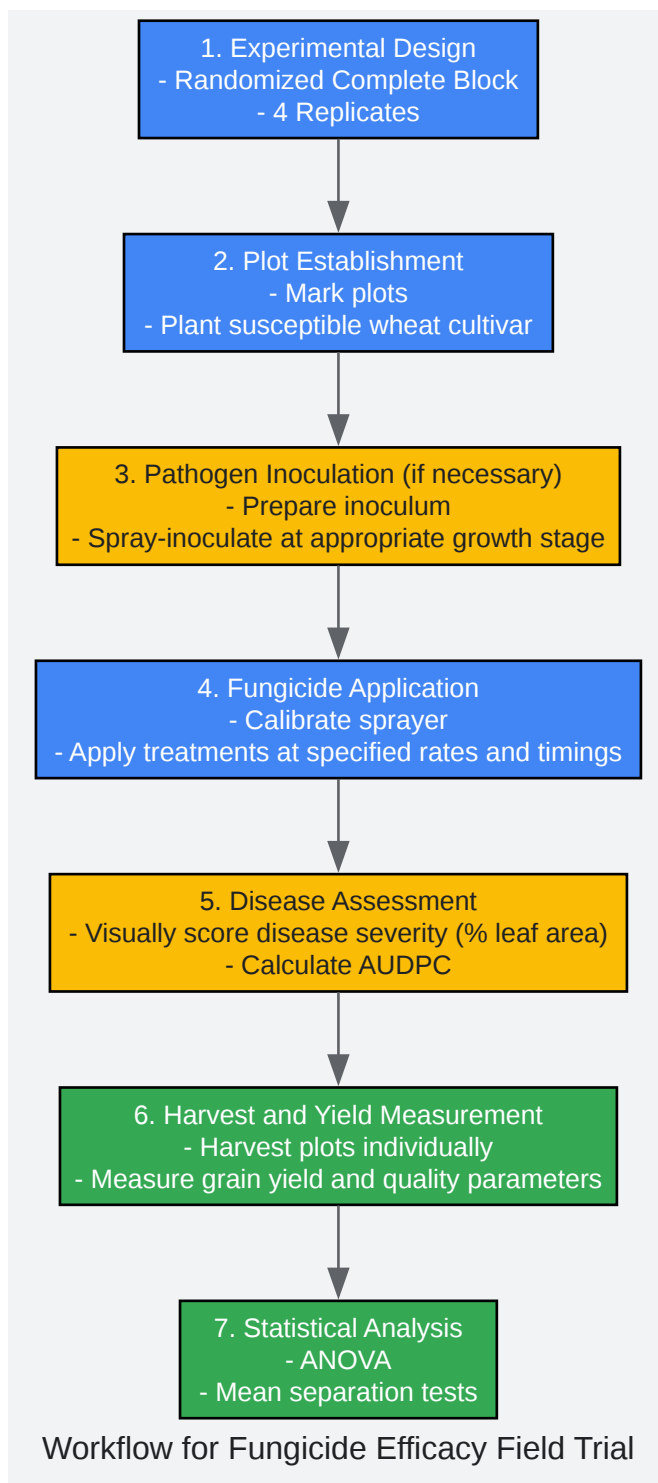 1. Experimental Design
- Randomized Complete Block
- 4 Replicates
2. Plot Establishment
- Mark plots
- Plant susceptible wheat cultivar
3. Pathogen Inoculation (if necessary)
- Prepare inoculum
- Spray-inoculate at appropriate growth stage
4. Fungicide Application
- Calibrate sprayer
- Apply treatments at specified rates and timings
5. Disease Assessment
- Visually score disease severity (% leaf area)
- Calculate AUDPC
6. Harvest and Yield Measurement
- Harvest plots individually
- Measure grain yield and quality parameters
7. Statistical Analysis
- ANOVA
- Mean separation tests
Workflow for Fungicide Efficacy Field Trial